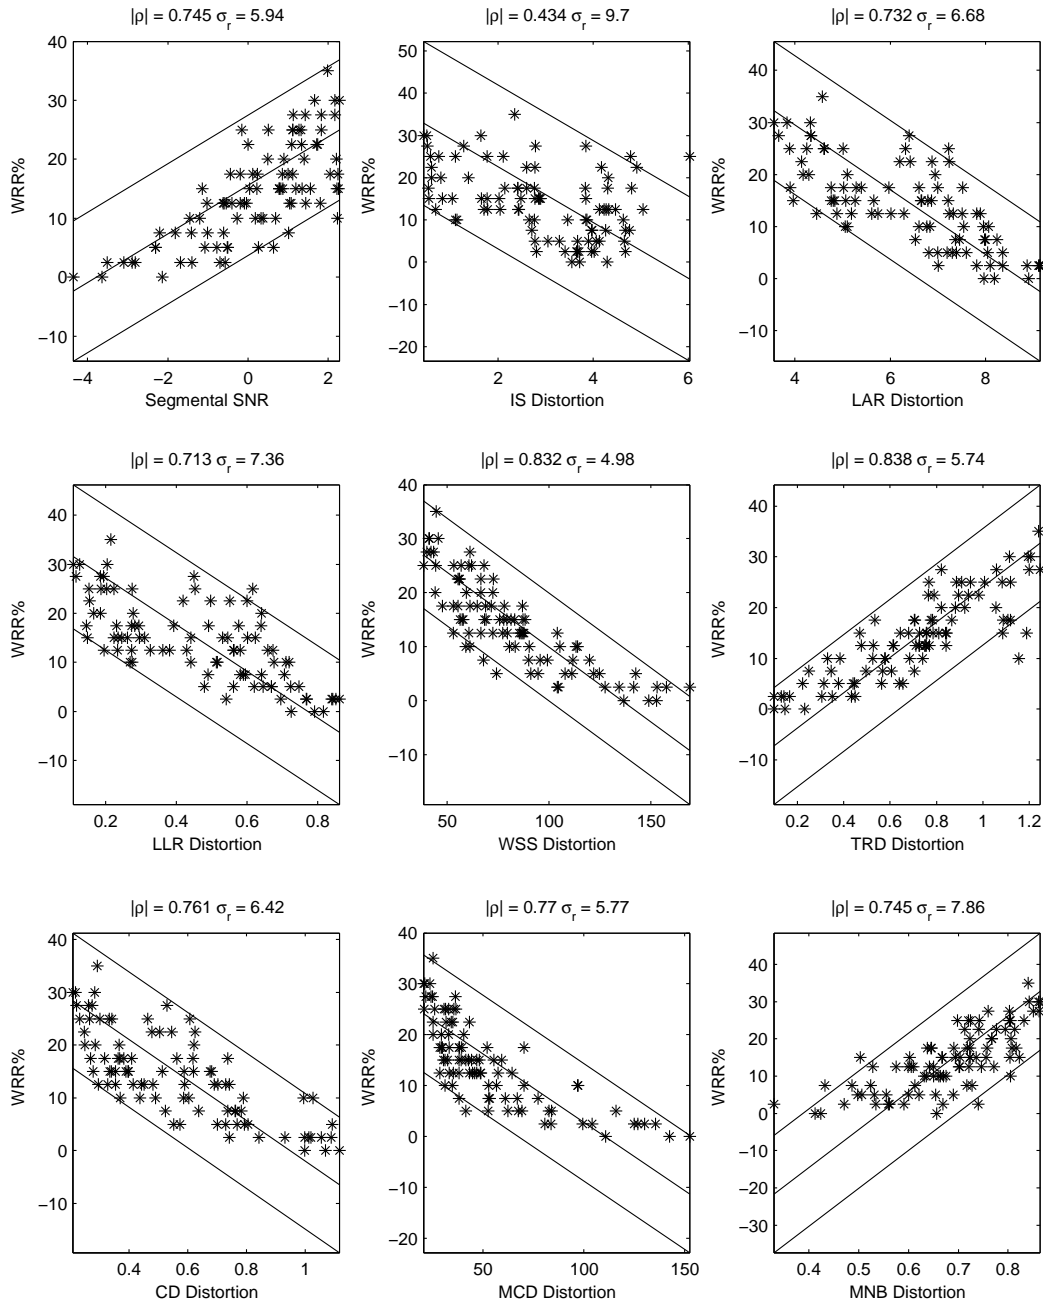 |ρ| = 0.745 σr = 5.94
|ρ| = 0.434 σr = 9.7
|ρ| = 0.732 σr = 6.68
40
30
20
10
0
−10
WRR%
−4 −2 0 2
Segmental SNR
50
40
30
20
10
0
−10
−20
WRR%
2 4 6
IS Distortion
40
30
20
10
0
−10
WRR%
4 6 8
LAR Distortion
|ρ| = 0.713 σr = 7.36
|ρ| = 0.832 σr = 4.98
|ρ| = 0.838 σr = 5.74
40
30
20
10
0
−10
WRR%
0.2 0.4 0.6 0.8
LLR Distortion
40
30
20
10
0
−10
WRR%
50 100 150
WSS Distortion
40
30
20
10
0
−10
WRR%
0.2 0.4 0.6 0.8 1 1.2
TRD Distortion
|ρ| = 0.761 σr = 6.42
|ρ| = 0.77 σr = 5.77
|ρ| = 0.745 σr = 7.86
40
30
20
10
0
−10
WRR%
0.4 0.6 0.8 1
CD Distortion
40
30
20
10
0
−10
−20
WRR%
50 100 150
MCD Distortion
40
30
20
10
0
−10
−20
−30
WRR%
0.4 0.5 0.6 0.7 0.8
MNB Distortion